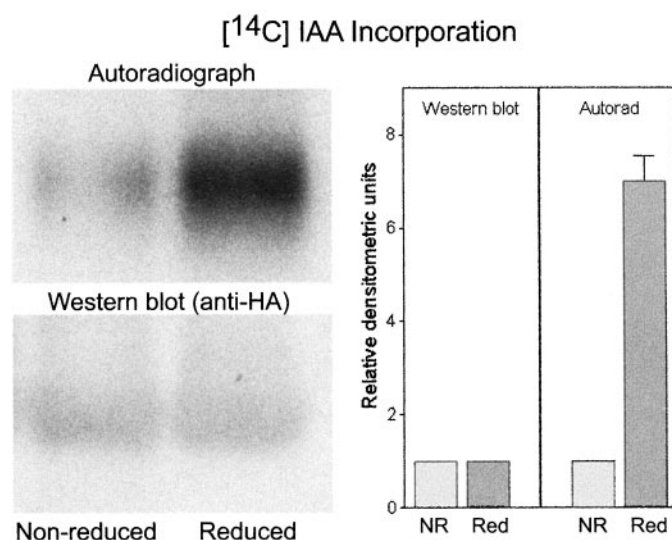 [14C] IAA Incorporation
Autoradiograph
Western blot (anti-HA)
Non-reduced Reduced
Relative densitometric units
8
6
4
2
0
Western blot Autorad
NR Red NR Red